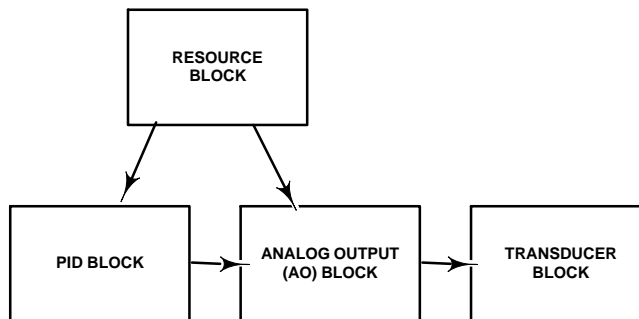 RESOURCE
BLOCK
PID BLOCK
ANALOG OUTPUT
(AO) BLOCK
TRANSDUCER
BLOCK